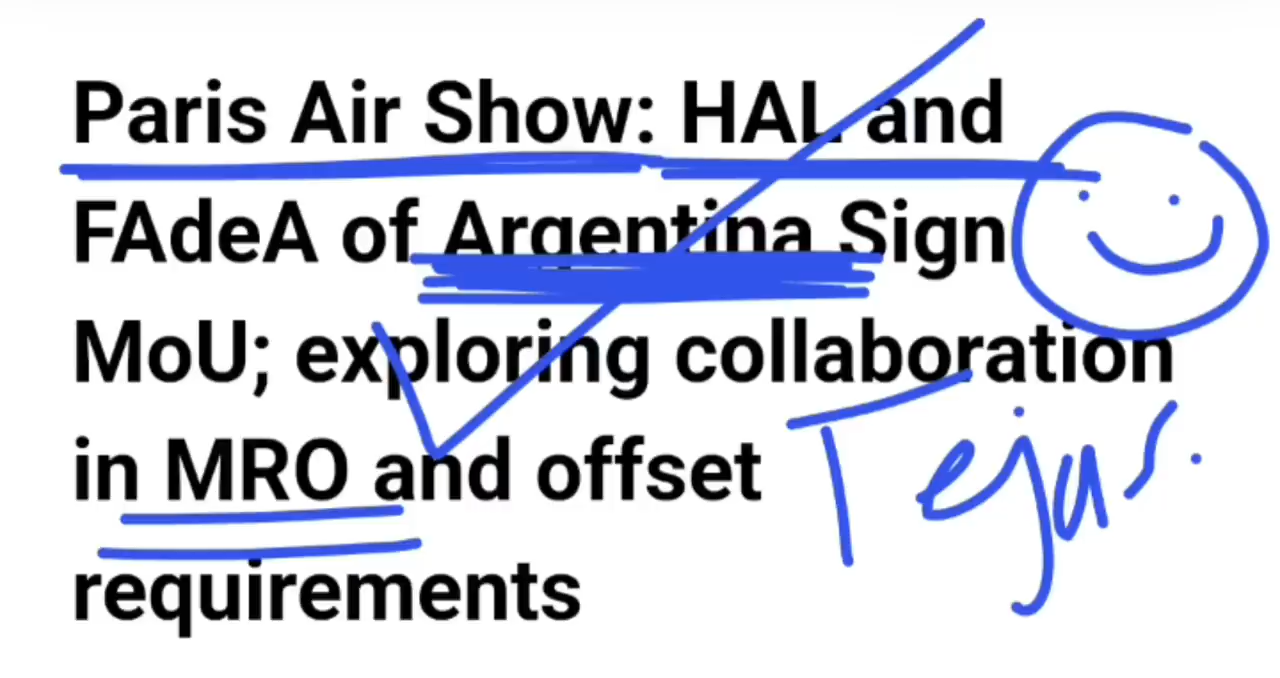 Paris Air Show: HAL and
FAdeA of Argentina Sign
MoU; exploring collaboration
in MRO and offset
Tejas.
requirements